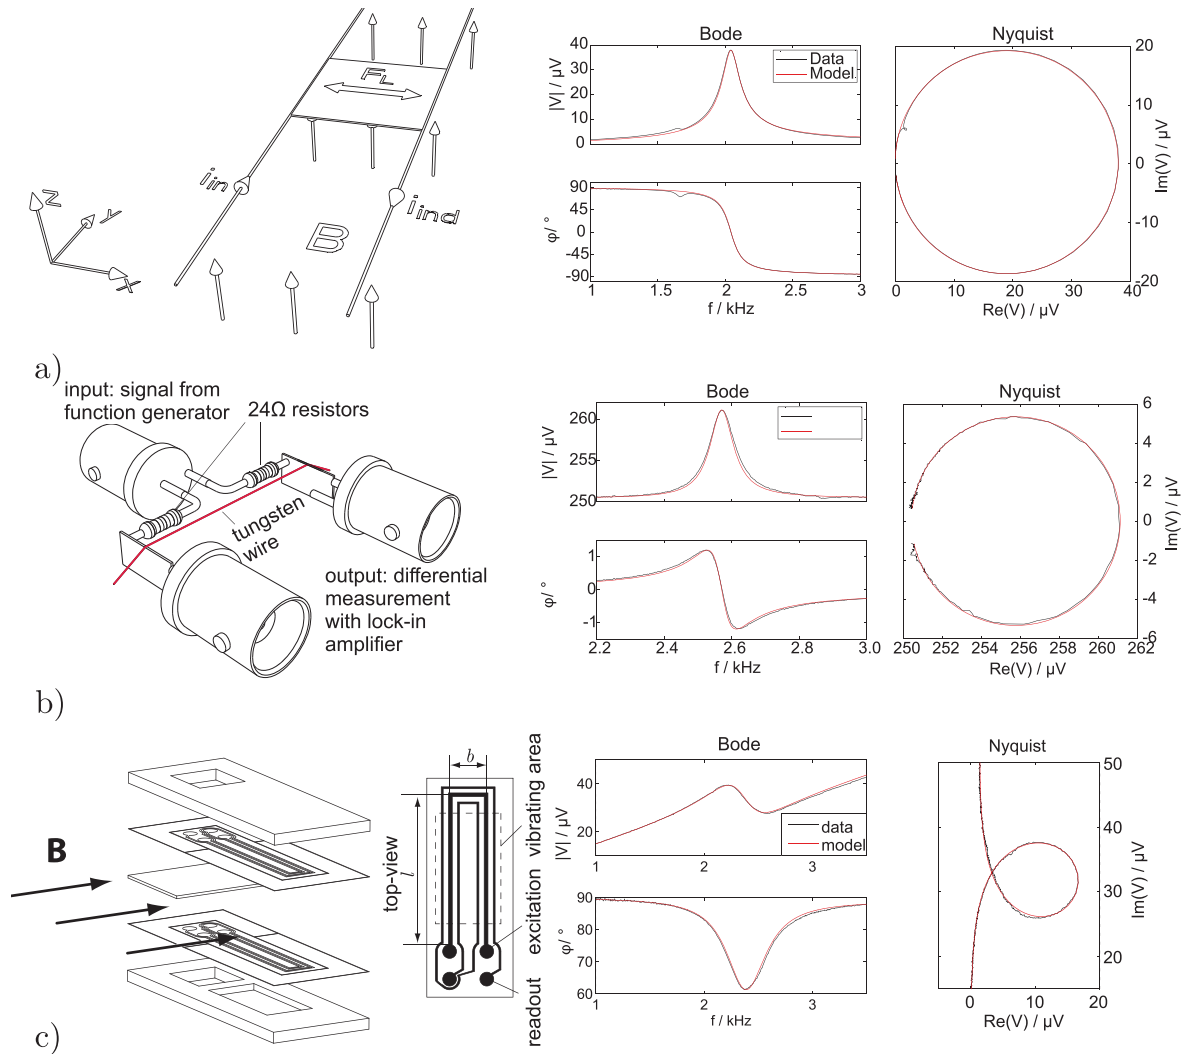 F_L
i_in
i_ind
B
z
y
x
a)
Bode
|V| / µV
40
30
20
10
0
Data
Model
φ/ °
90
45
0
-45
-90
1
1.5
2
2.5
3
f / kHz
Nyquist
20
10
0
-10
-20
Im(V) / µV
0
10
20
30
40
Re(V) / µV
input: signal from
function generator
24Ω resistors
tungsten
wire
output: differential
measurement
with lock-in
amplifier
b)
Bode
|V| / µV
260
255
250
φ/ °
1
0
-1
2.2
2.4
2.6
2.8
3.0
f / kHz
Nyquist
6
4
2
0
-2
-4
-6
Im(V) / µV
250
252
254
256
258
260
262
Re(V) / µV
B
top-view
b
l
readout
excitation
vibrating area
c)
Bode
|V| / µV
40
20
data
model
1
2
3
φ/ °
90
80
70
60
1
2
3
f / kHz
Nyquist
50
40
30
20
Im(V) / µV
0
10
20
Re(V) / µV